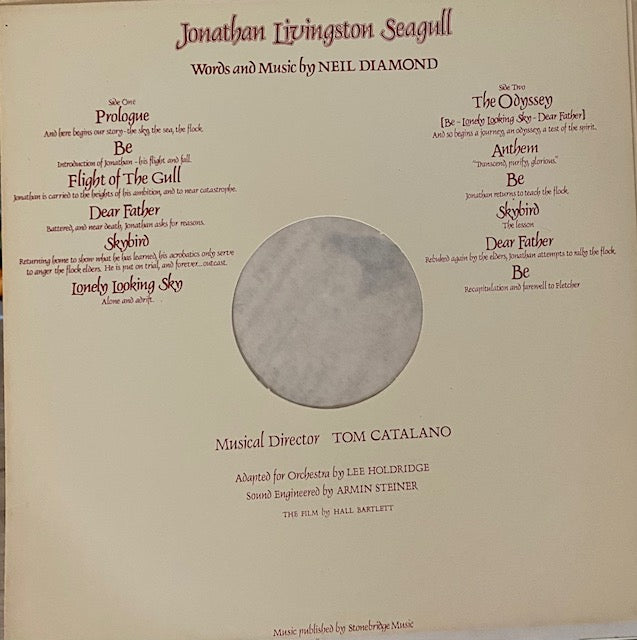 Jonathan Livingston Seagull
Words and Music by NEIL DIAMOND
Side One
Prologue
And here begins our story - the sky, the sea, the flock.
Be
Introduction of Jonathan - his flight and fall.
Flight of The Gull
Jonathan is carried to the heights of his ambition, and to near catastrophe.
Dear Father
Battered, and near death, Jonathan asks for reasons.
Skybird
Returning home to show what he has learned, his acrobatics only serve
to anger the flock elders. He is put on trial, and forever...outcast.
Lonely Looking Sky
Alone and adrift.
Side Two
The Odyssey
[Be - Lonely Looking Sky - Dear Father]
And so begins a journey, an odyssey, a test of the spirit.
Anthem
"Transcend, purify, glorious."
Be
Jonathan returns to teach the flock.
Skybird
The lesson
Dear Father
Rebuked again by the elders, Jonathan attempts to rally the flock.
Be
Recapitulation and farewell to Fletcher
Musical Director TOM CATALANO
Adapted for Orchestra by LEE HOLDRIDGE
Sound Engineered by ARMIN STEINER
THE FILM by HALL BARTLETT
Music published by Stonebridge Music